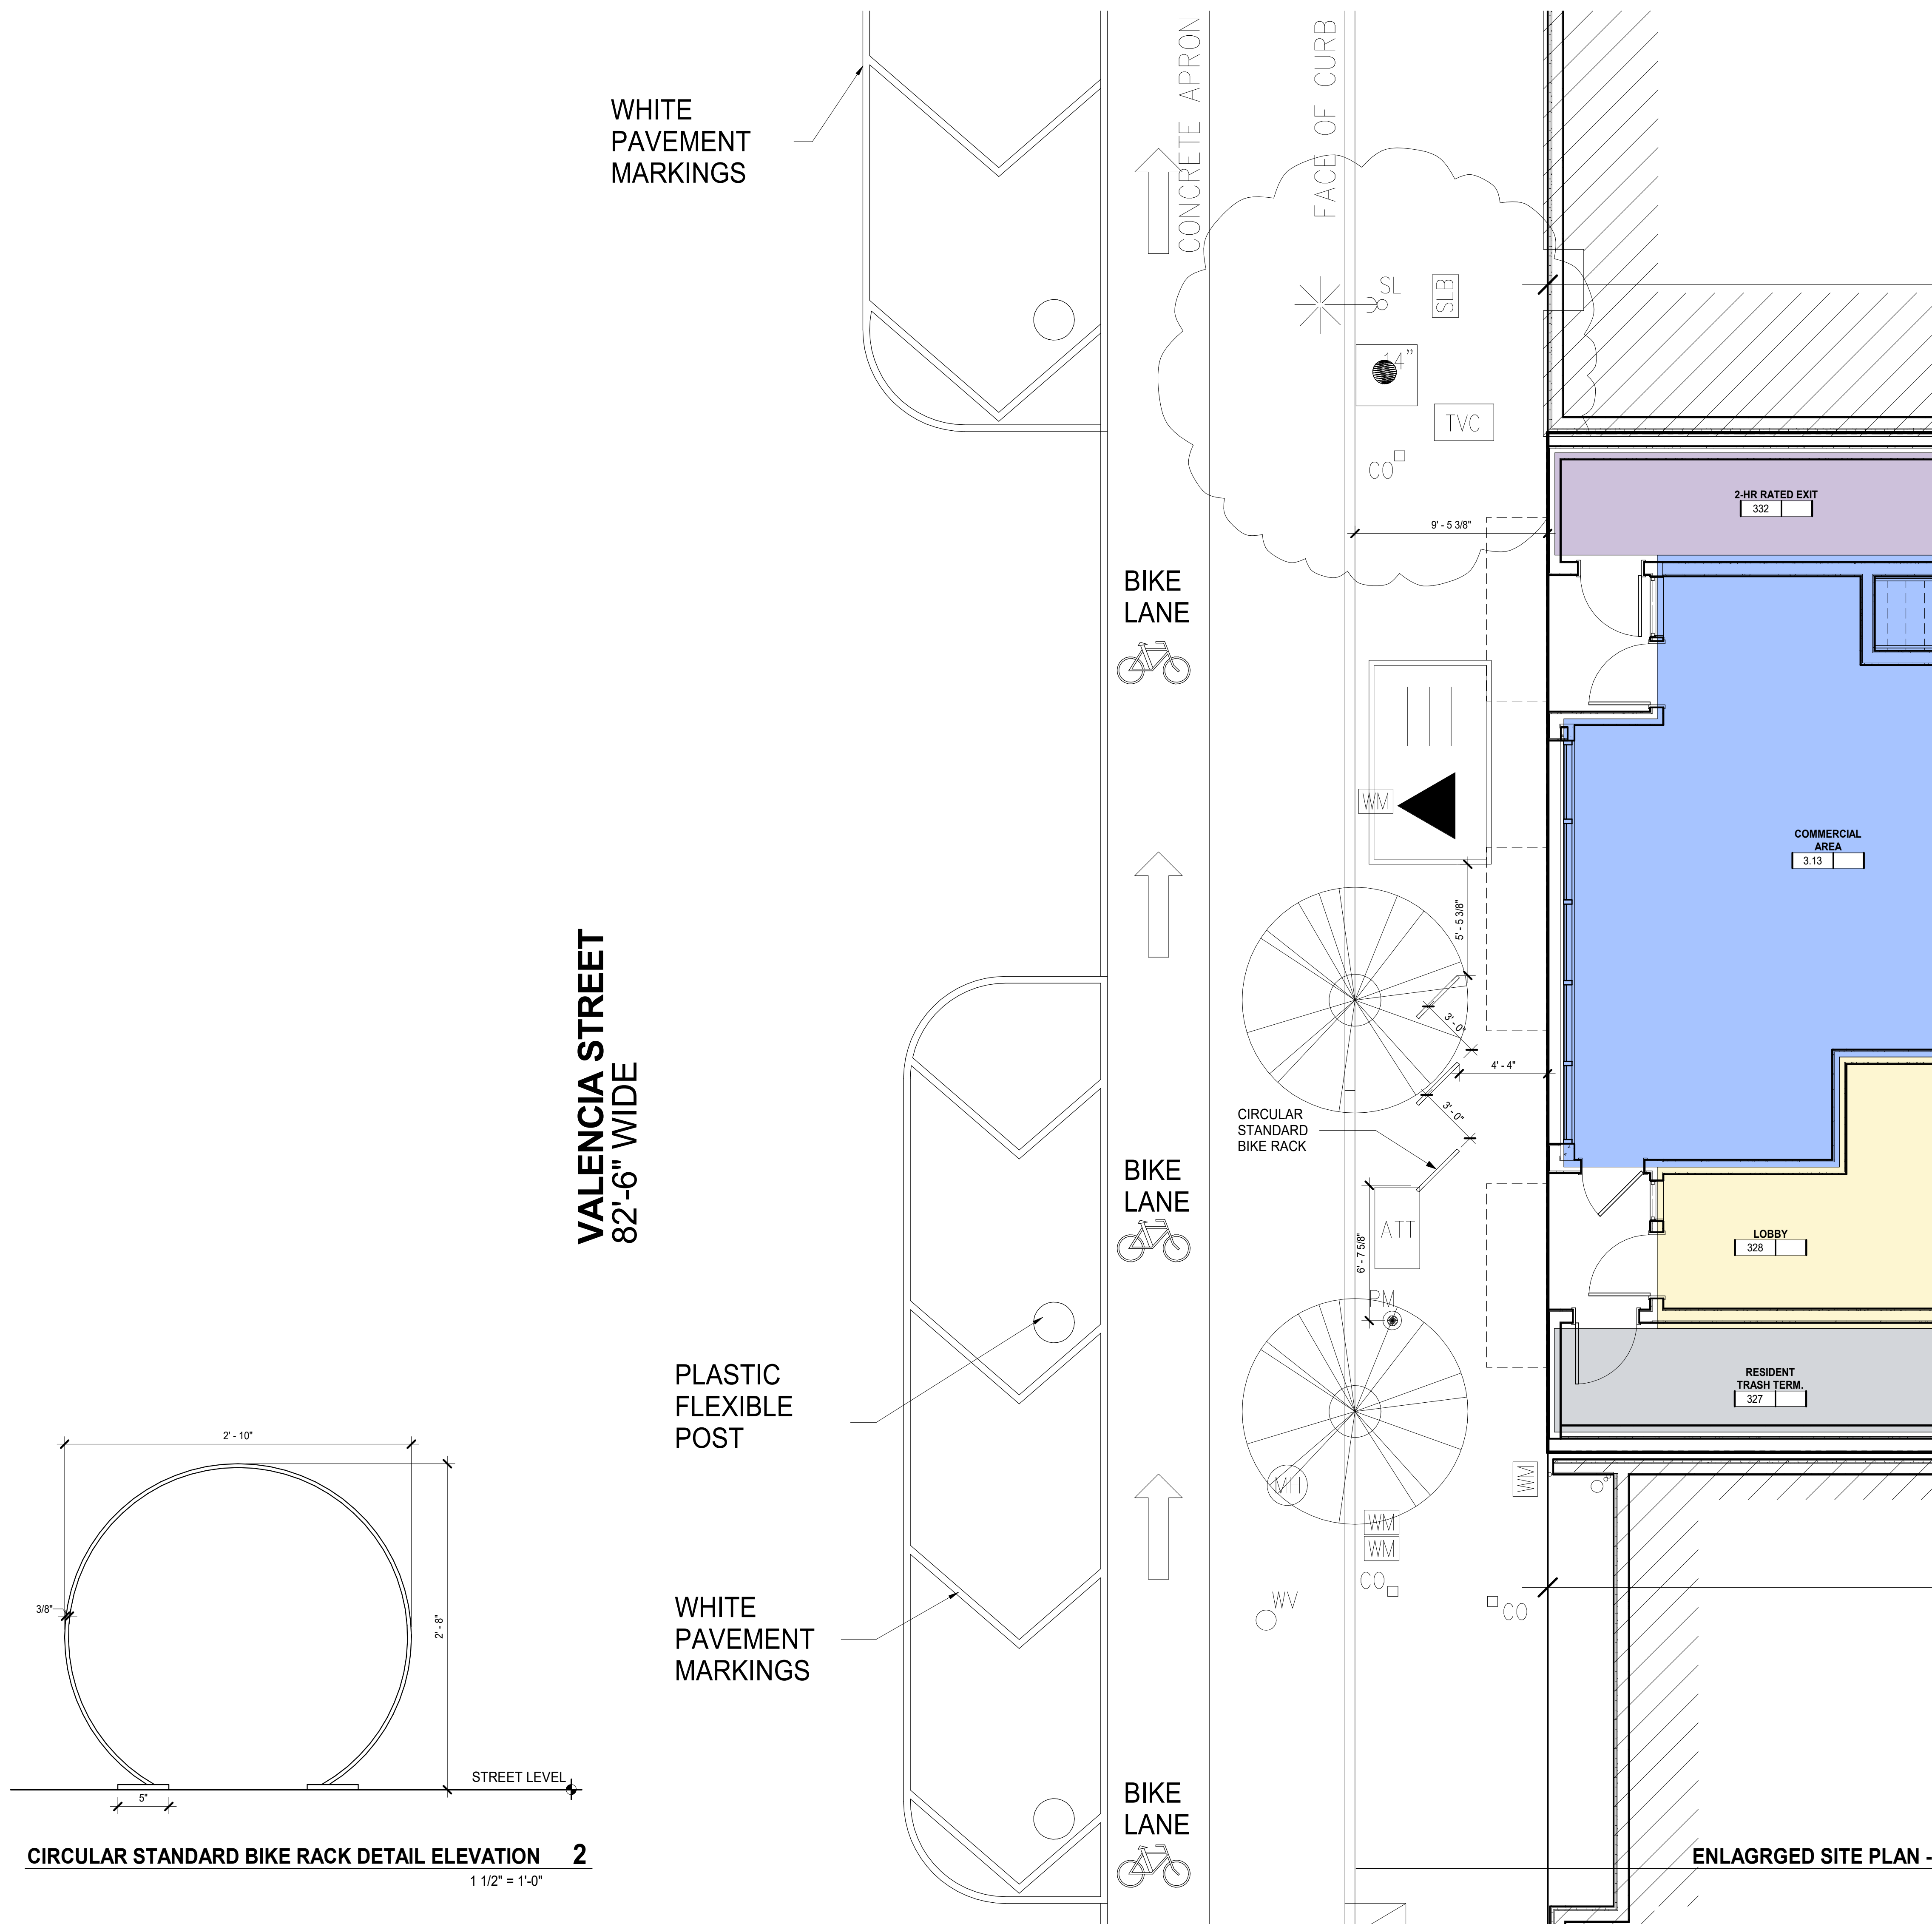 WHITE
PAVEMENT
MARKINGS
CONCRETE APRON
FACE OF CURB
SL
SLB
14"
TVC
CO
9' - 5 3/8"
2-HR RATED EXIT
332
BIKE
LANE
WM
COMMERCIAL
AREA
3.13
5' - 5 3/8"
3' - 0"
4' - 4"
3' - 0"
VALENCIA STREET
82'-6" WIDE
CIRCULAR
STANDARD
BIKE RACK
BIKE
LANE
ATT
6' - 7 5/8"
PM
LOBBY
328
PLASTIC
FLEXIBLE
POST
RESIDENT
TRASH TERM.
327
MH
WM
WM
WM
CO
CO
WV
WHITE
PAVEMENT
MARKINGS
BIKE
LANE
2' - 10"
3/8"
2' - 8"
STREET LEVEL
5"
CIRCULAR STANDARD BIKE RACK DETAIL ELEVATION 2
1 1/2" = 1'-0"
ENLAGRGED SITE PLAN -